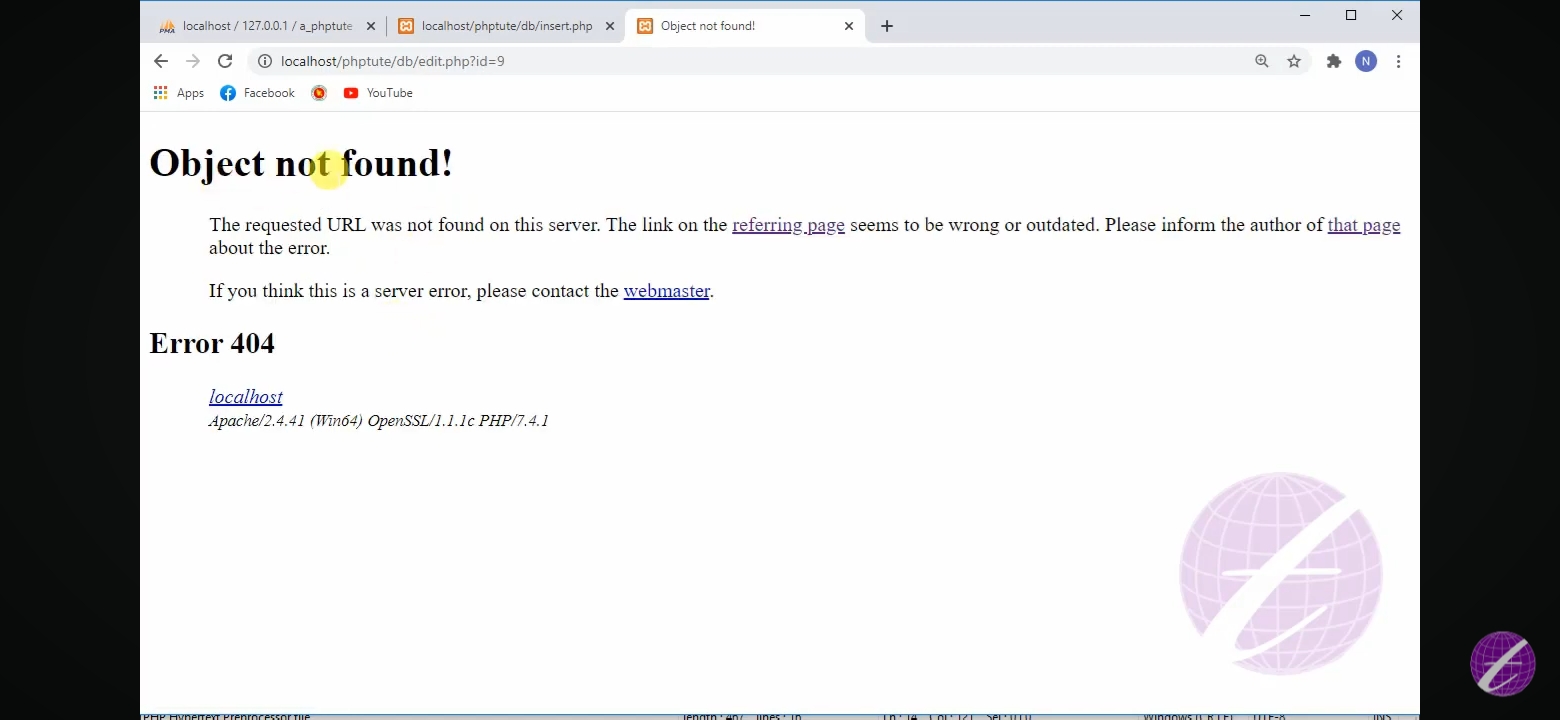 localhost / 127.0.0.1 / a_phptute
localhost/phptute/db/insert.php
Object not found!
localhost/phptute/db/edit.php?id=9
N
Apps
Facebook
YouTube
Object not found!
The requested URL was not found on this server. The link on the referring page seems to be wrong or outdated. Please inform the author of that page
about the error.
If you think this is a server error, please contact the webmaster.
Error 404
localhost
Apache/2.4.41 (Win64) OpenSSL/1.1.1c PHP/7.4.1
PHP Hypertext Preprocessor file